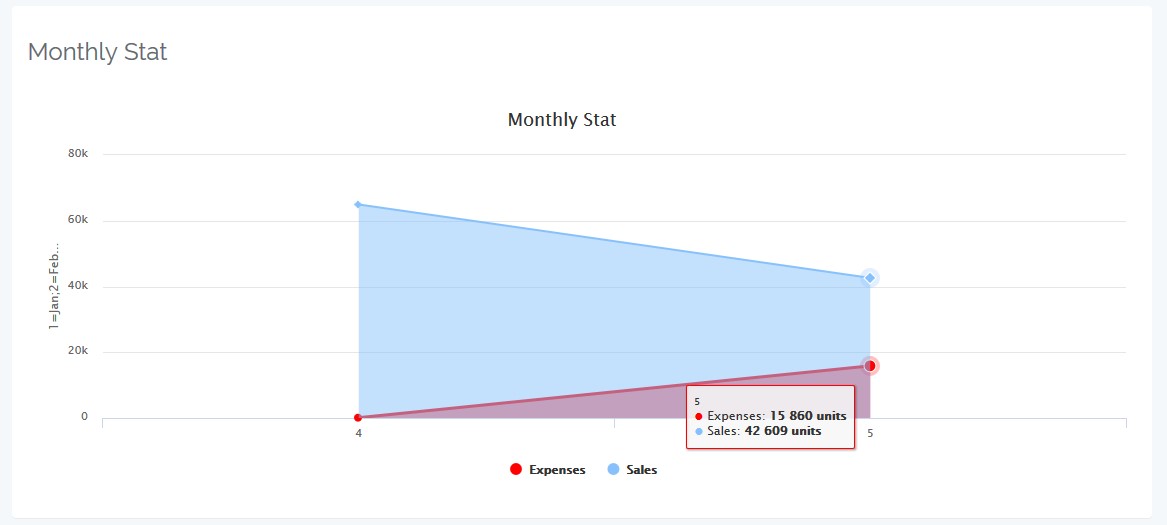 Monthly Stat
Monthly Stat
80k
60k
40k
20k
0
1=Jan;2=Feb...
4
5
5
Expenses: 15 860 units
Sales: 42 609 units
Expenses
Sales